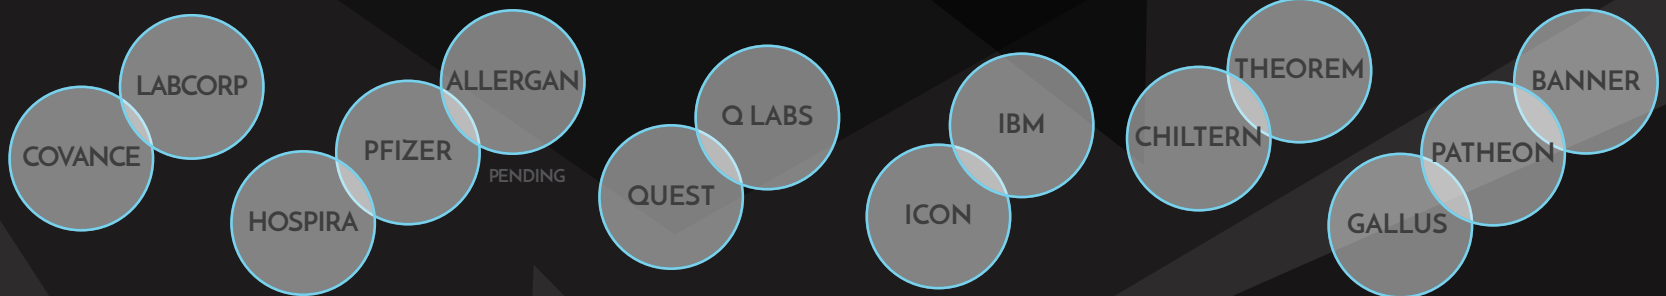 LABCORP
COVANCE
ALLERGAN
PFIZER
PENDING
HOSPIRA
Q LABS
QUEST
IBM
ICON
THEOREM
CHILTERN
BANNER
PATHEON
GALLUS